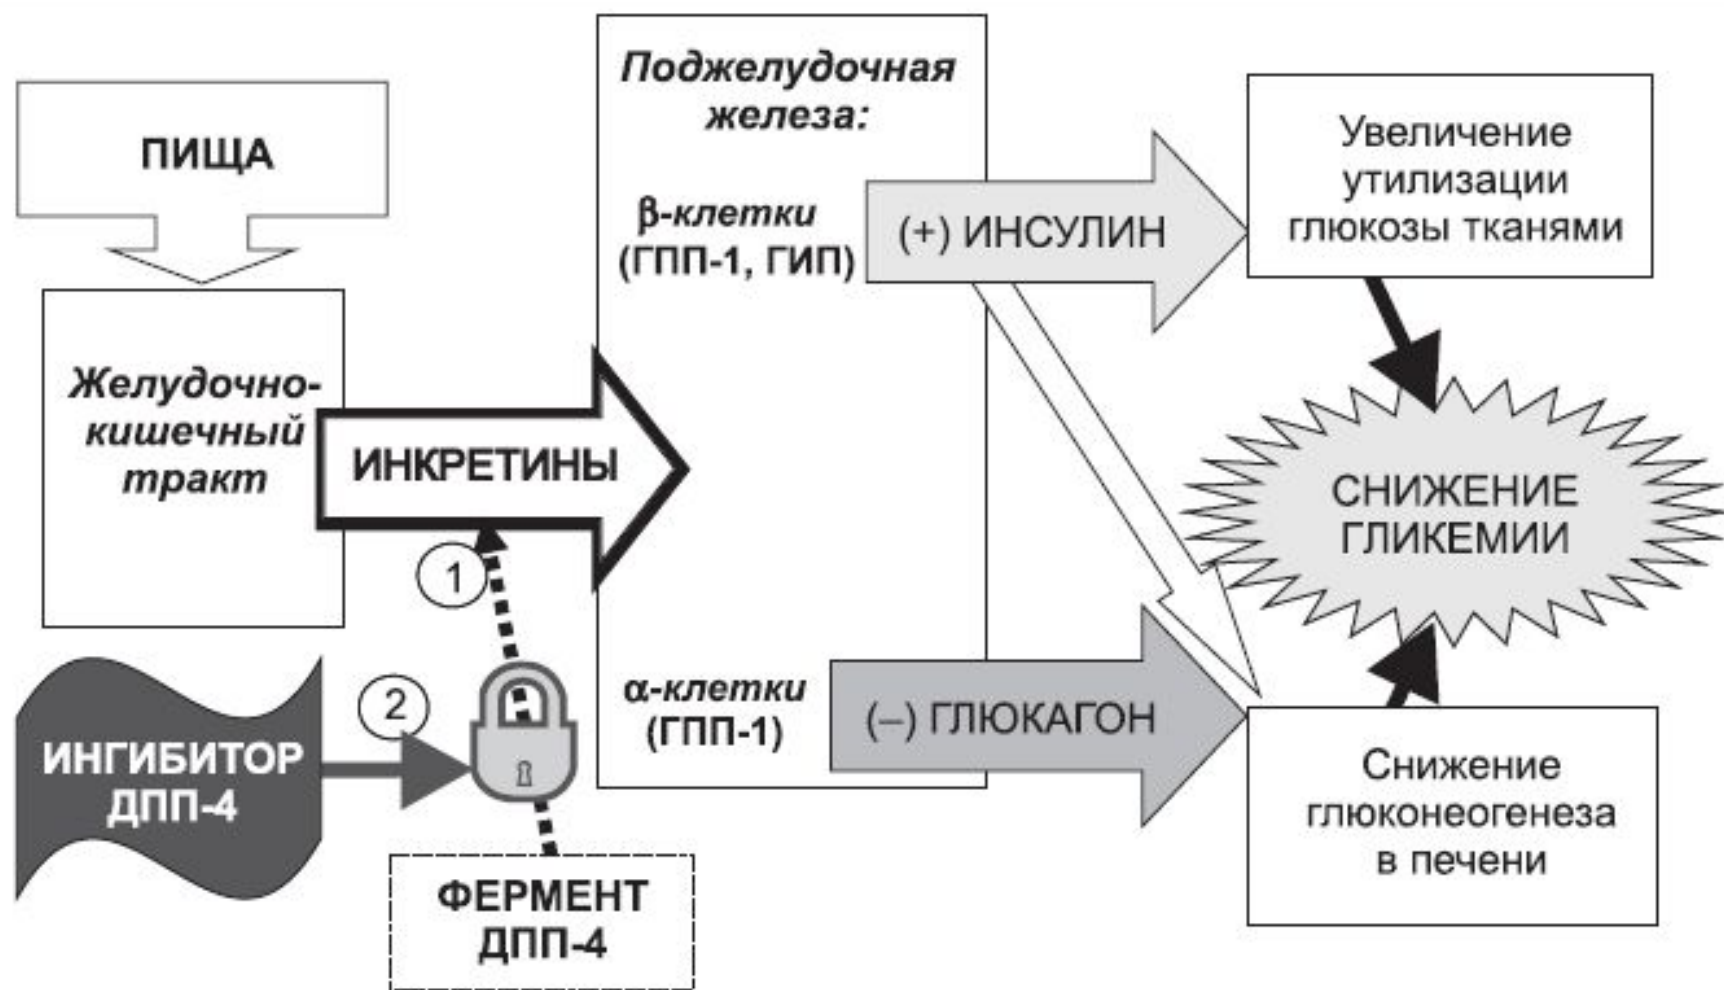 ПИЩА
Желудочно-
кишечный
тракт
ИНКРЕТИНЫ
1
2
ИНГИБИТОР
ДПП-4
ФЕРМЕНТ
ДПП-4
Поджелудочная
железа:
β-клетки
(ГПП-1, ГИП)
(+) ИНСУЛИН
α-клетки
(ГПП-1)
(–) ГЛЮКАГОН
Увеличение
утилизации
глюкозы тканями
СНИЖЕНИЕ
ГЛИКЕМИИ
Снижение
глюконеогенеза
в печени